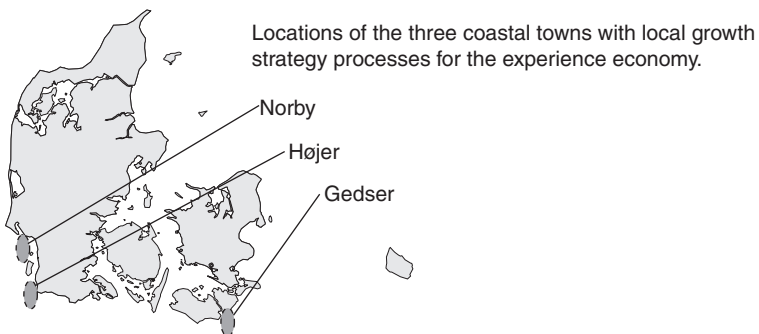 Locations of the three coastal towns with local growth
strategy processes for the experience economy.
Norby
Højer
Gedser